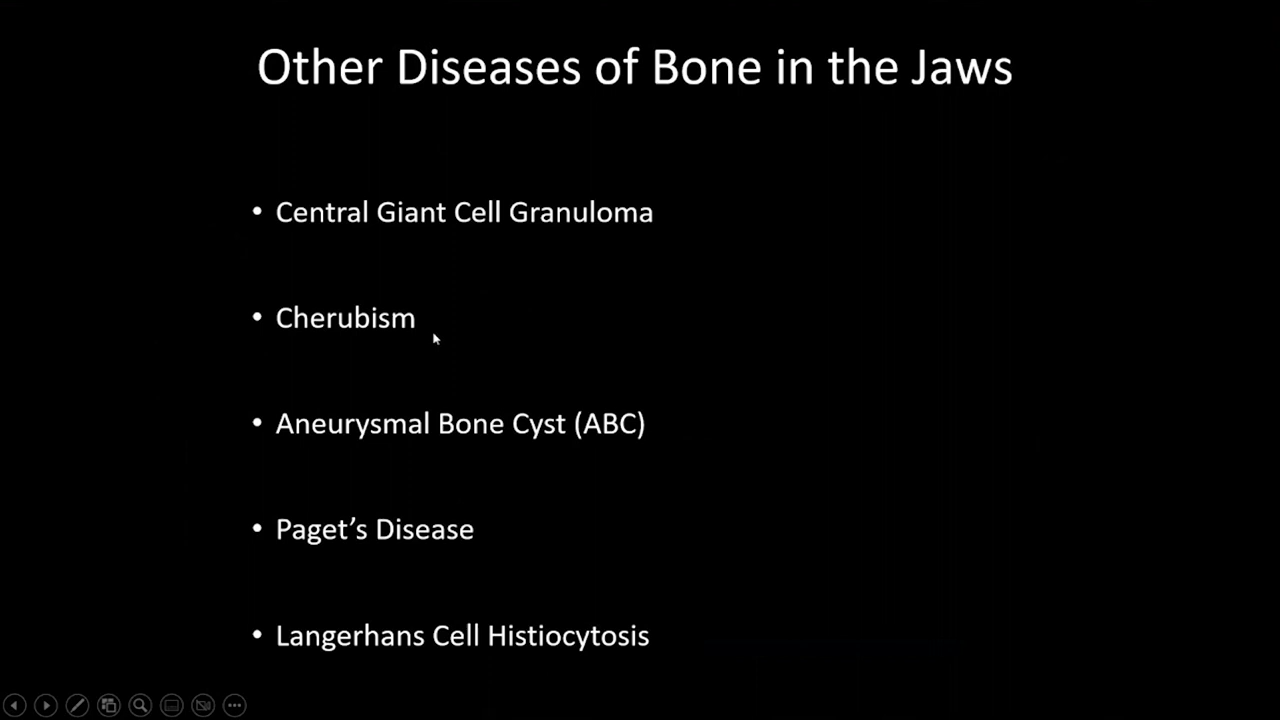 Other Diseases of Bone in the Jaws
• Central Giant Cell Granuloma
• Cherubism
• Aneurysmal Bone Cyst (ABC)
• Paget’s Disease
• Langerhans Cell Histiocytosis